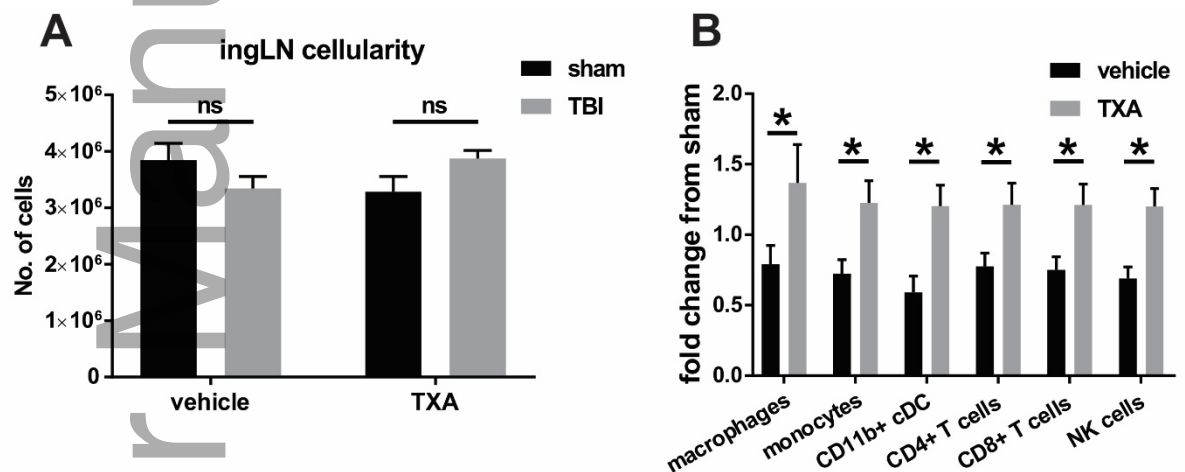 A
ingLN cellularity
sham
TBI
5×10⁶
4×10⁶
3×10⁶
2×10⁶
1×10⁶
0
No. of cells
ns
ns
vehicle
TXA
B
vehicle
TXA
2.0
1.5
1.0
0.5
0.0
fold change from sham
*
*
*
*
*
*
macrophages
monocytes
CD11b+ cDC
CD4+ T cells
CD8+ T cells
NK cells
r Manu